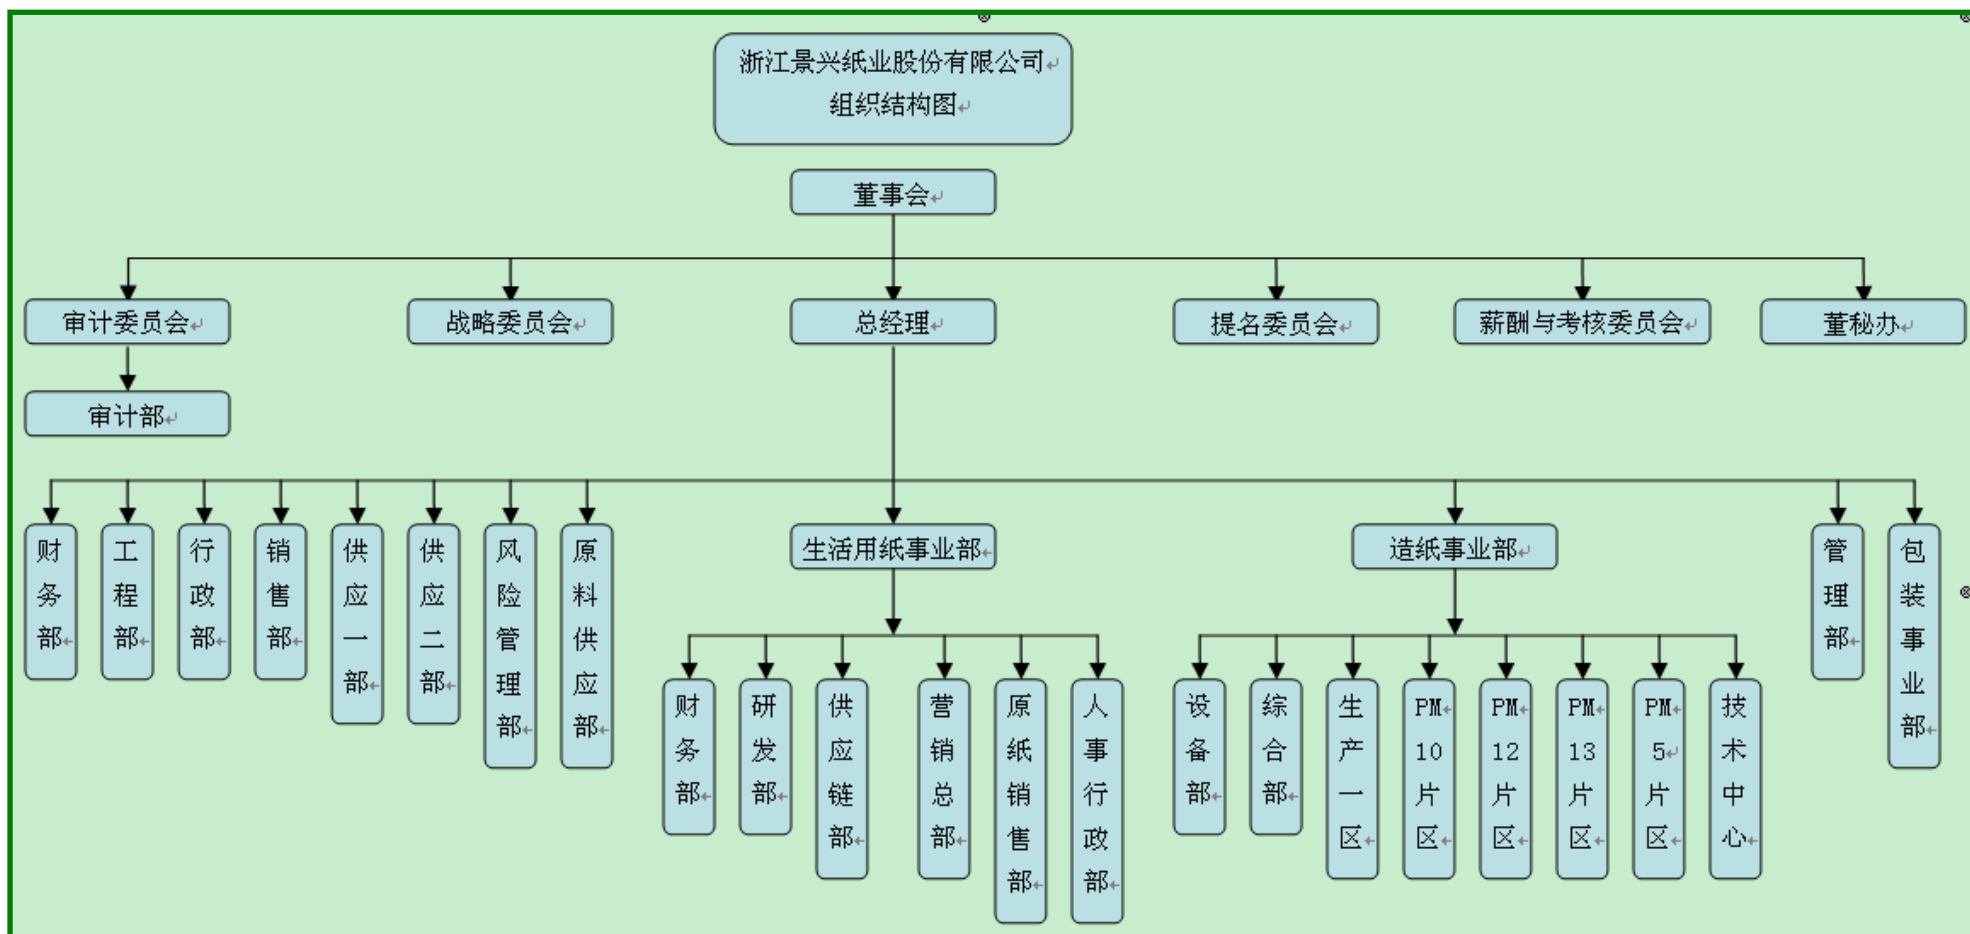 浙江景兴纸业股份有限公司
组织结构图
董事会
审计委员会
战略委员会
总经理
提名委员会
薪酬与考核委员会
董秘办
审计部
财务部
工程部
行政部
销售部
供应一部
供应二部
风险管理部
原料供应部
生活用纸事业部
造纸事业部
管理部
包装事业部
财务部
研发部
供应链部
营销总部
原纸销售部
人事行政部
设备部
综合部
生产一区
PM10片区
PM12片区
PM13片区
PM5片区
技术中心